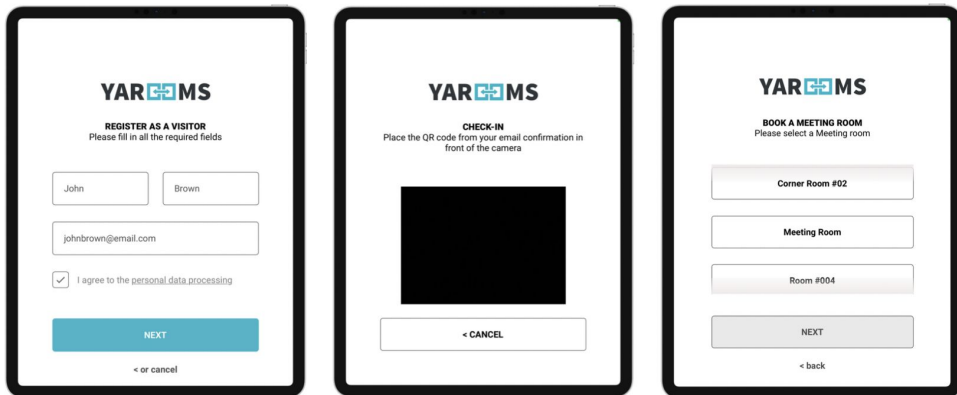 YAROOMS
REGISTER AS A VISITOR
Please fill in all the required fields
John
Brown
johnbrown@email.com
I agree to the personal data processing
NEXT
< or cancel
YAROOMS
CHECK-IN
Place the QR code from your email confirmation in
front of the camera
< CANCEL
YAROOMS
BOOK A MEETING ROOM
Please select a Meeting room
Corner Room #02
Meeting Room
Room #004
NEXT
< back